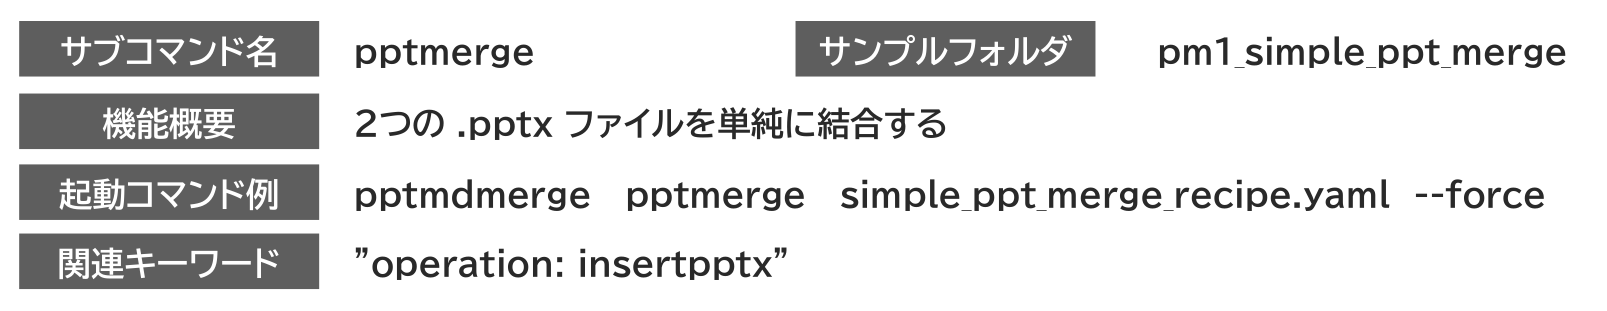 サブコマンド名 pptmerge サンプルフォルダ pm1_simple_ppt_merge
機能概要 2つの .pptx ファイルを単純に結合する
起動コマンド例 pptmdmerge pptmerge simple_ppt_merge_recipe.yaml --force
関連キーワード ”operation: insertpptx”